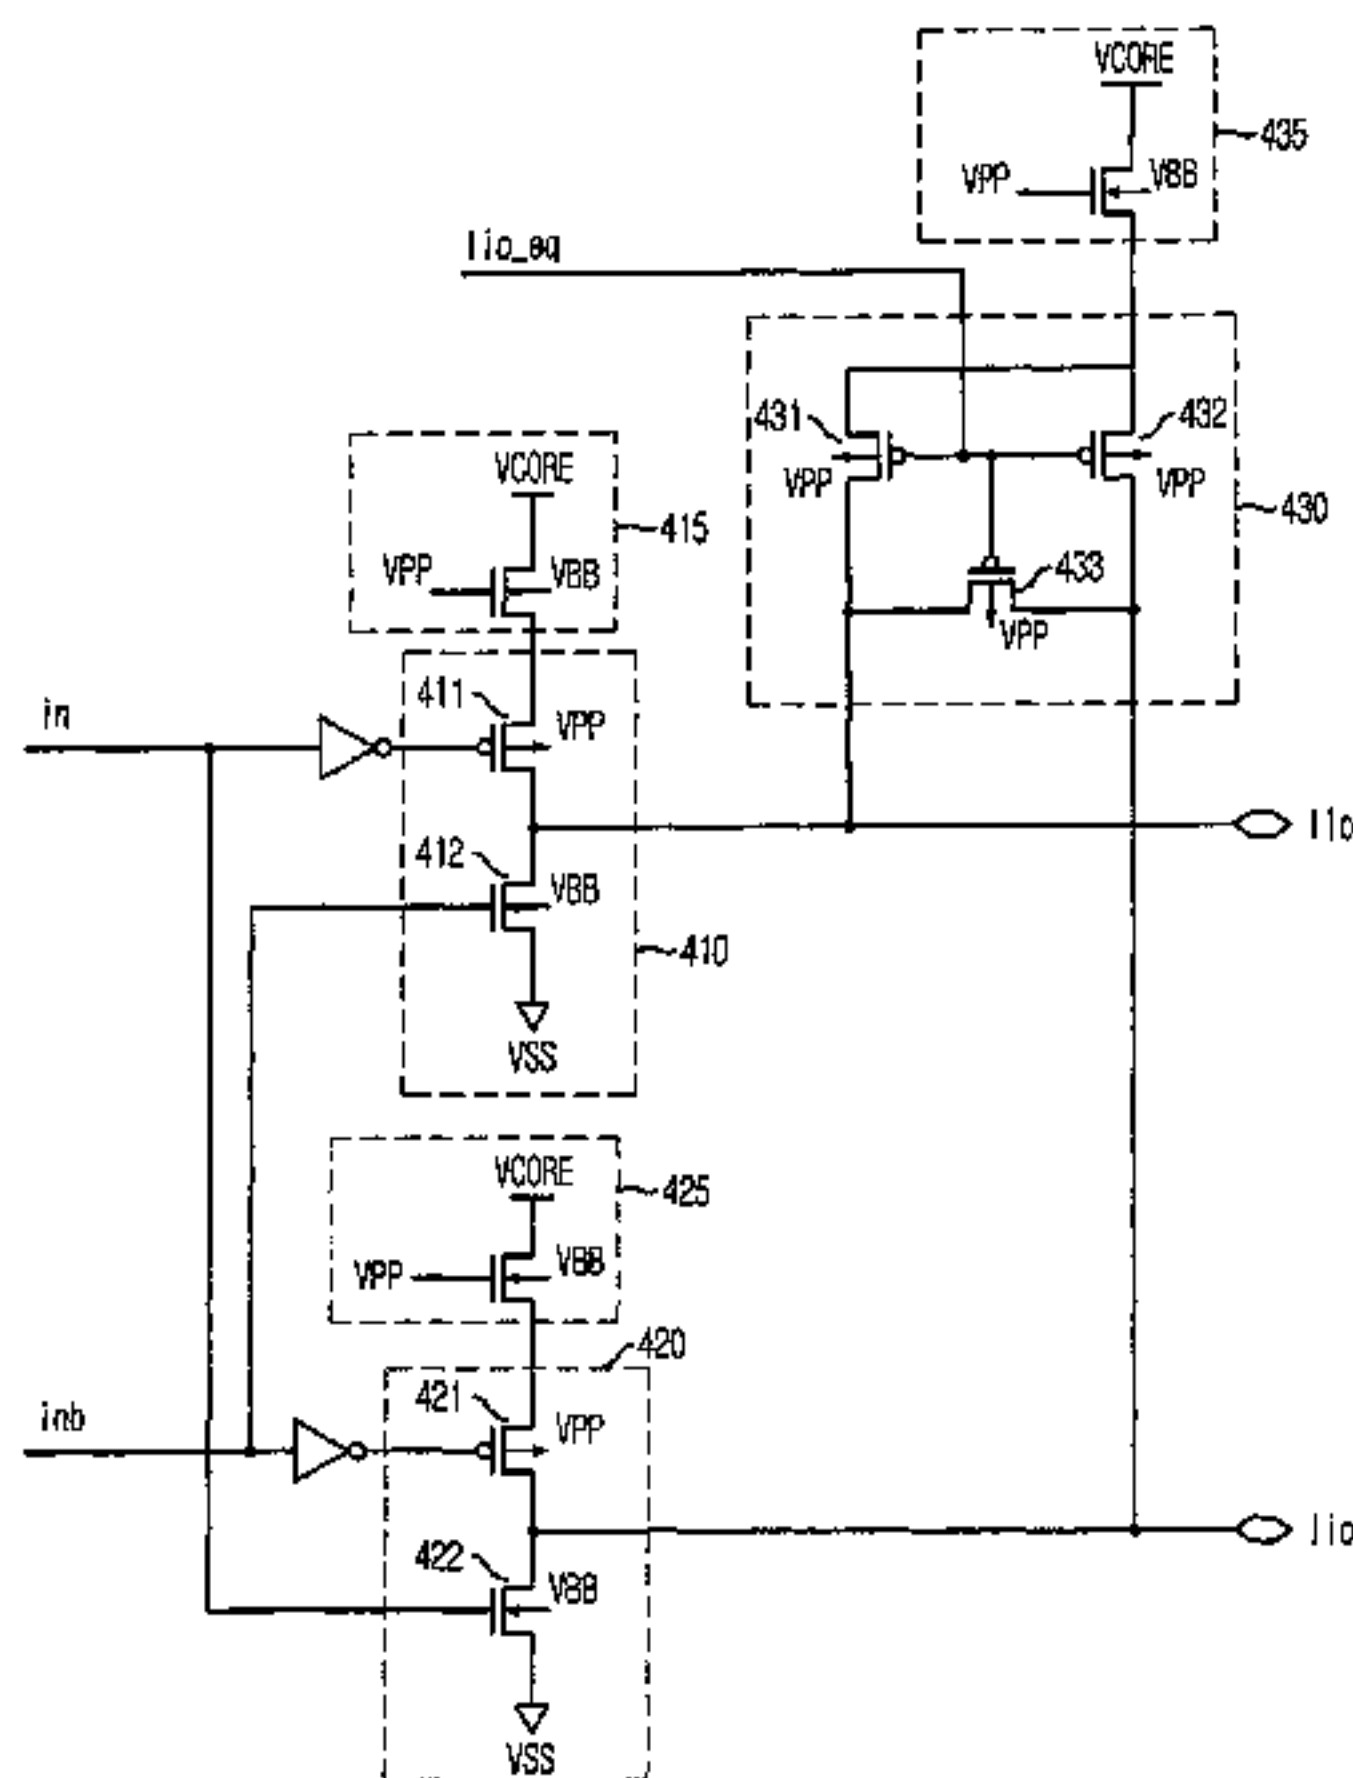 VCORE
435
VPP
VBB
lio_eq
431
432
VPP
VPP
430
433
VPP
VCORE
415
VPP
VBB
in
411
VPP
lio
412
VBB
410
VSS
VCORE
425
VPP
VBB
420
inb
421
VPP
lio
422
VBB
VSS